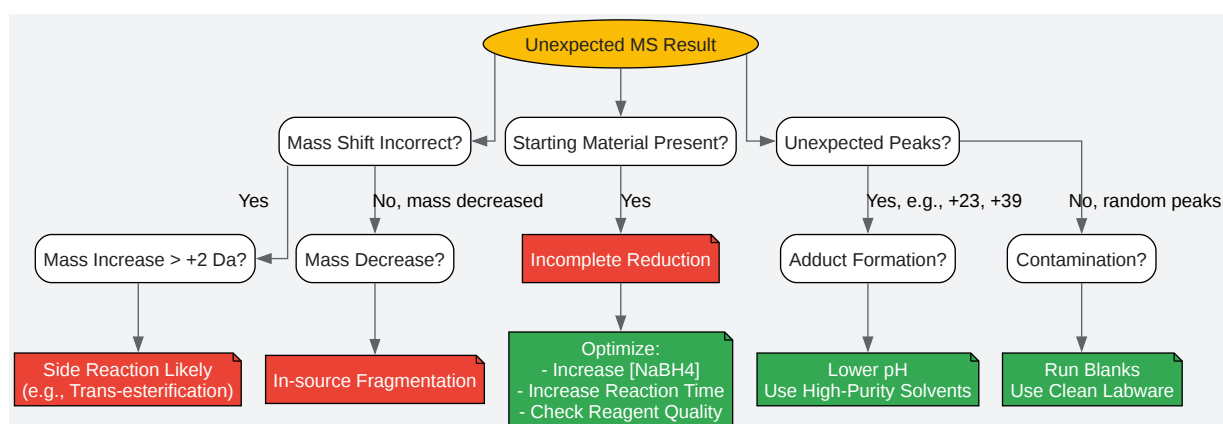 Unexpected MS Result
Mass Shift Incorrect?
Starting Material Present?
Unexpected Peaks?
Yes
No, mass decreased
Yes
Yes, e.g., +23, +39
No, random peaks
Mass Increase > +2 Da?
Mass Decrease?
Incomplete Reduction
Adduct Formation?
Contamination?
Side Reaction Likely
(e.g., Trans-esterification)
In-source Fragmentation
Optimize:
- Increase [NaBH4]
- Increase Reaction Time
- Check Reagent Quality
Lower pH
Use High-Purity Solvents
Run Blanks
Use Clean Labware